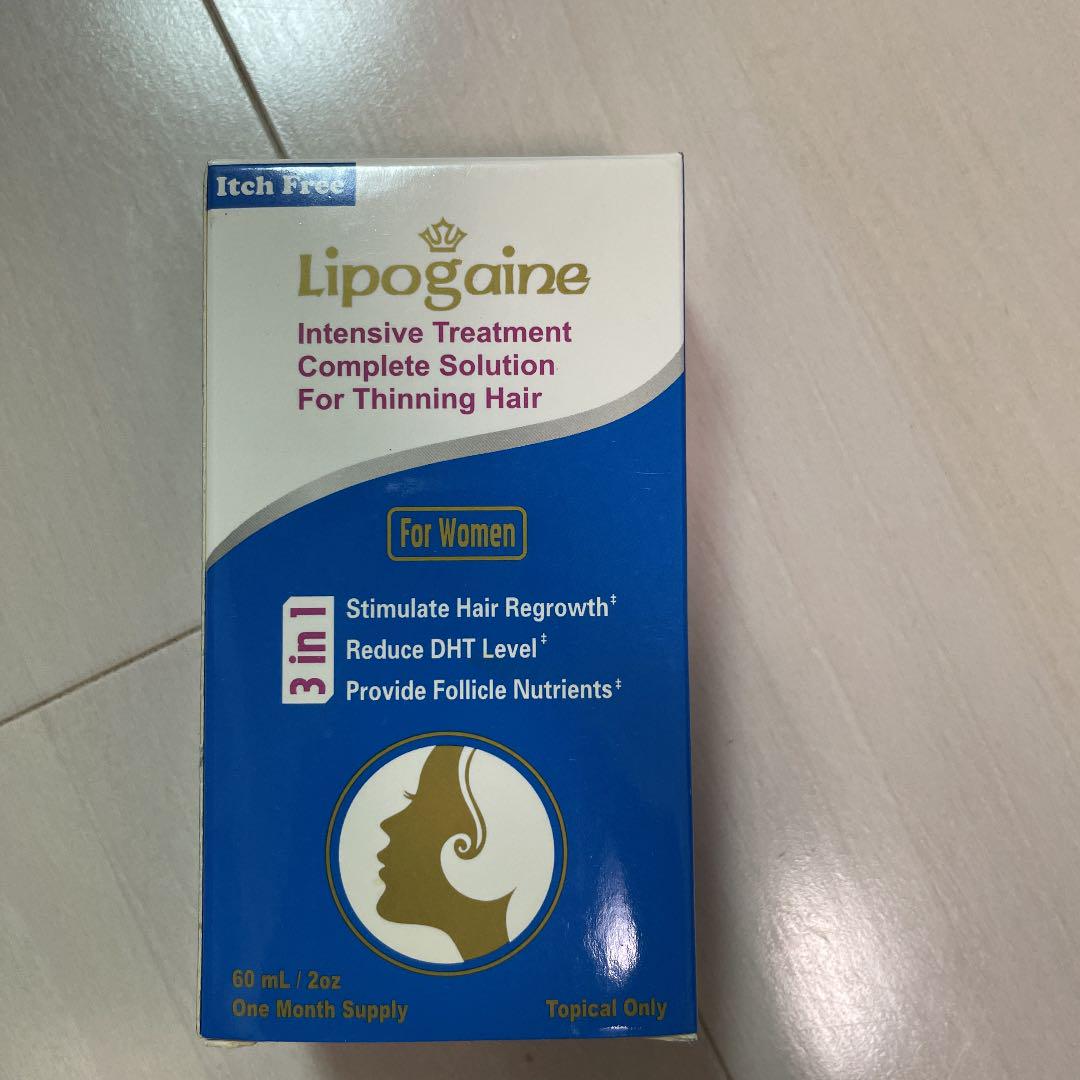 Itch Free
Lipogaine
Intensive Treatment
Complete Solution
For Thinning Hair
For Women
3 in 1
Stimulate Hair Regrowth‡
Reduce DHT Level‡
Provide Follicle Nutrients‡
60 mL / 2oz
One Month Supply
Topical Only